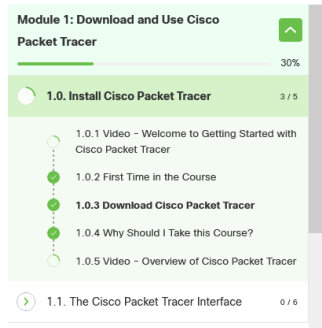 Module 1: Download and Use Cisco
Packet Tracer
30%
1.0. Install Cisco Packet Tracer 3 / 5
1.0.1 Video - Welcome to Getting Started with
Cisco Packet Tracer
1.0.2 First Time in the Course
1.0.3 Download Cisco Packet Tracer
1.0.4 Why Should I Take this Course?
1.0.5 Video - Overview of Cisco Packet Tracer
1.1. The Cisco Packet Tracer Interface 0 / 6